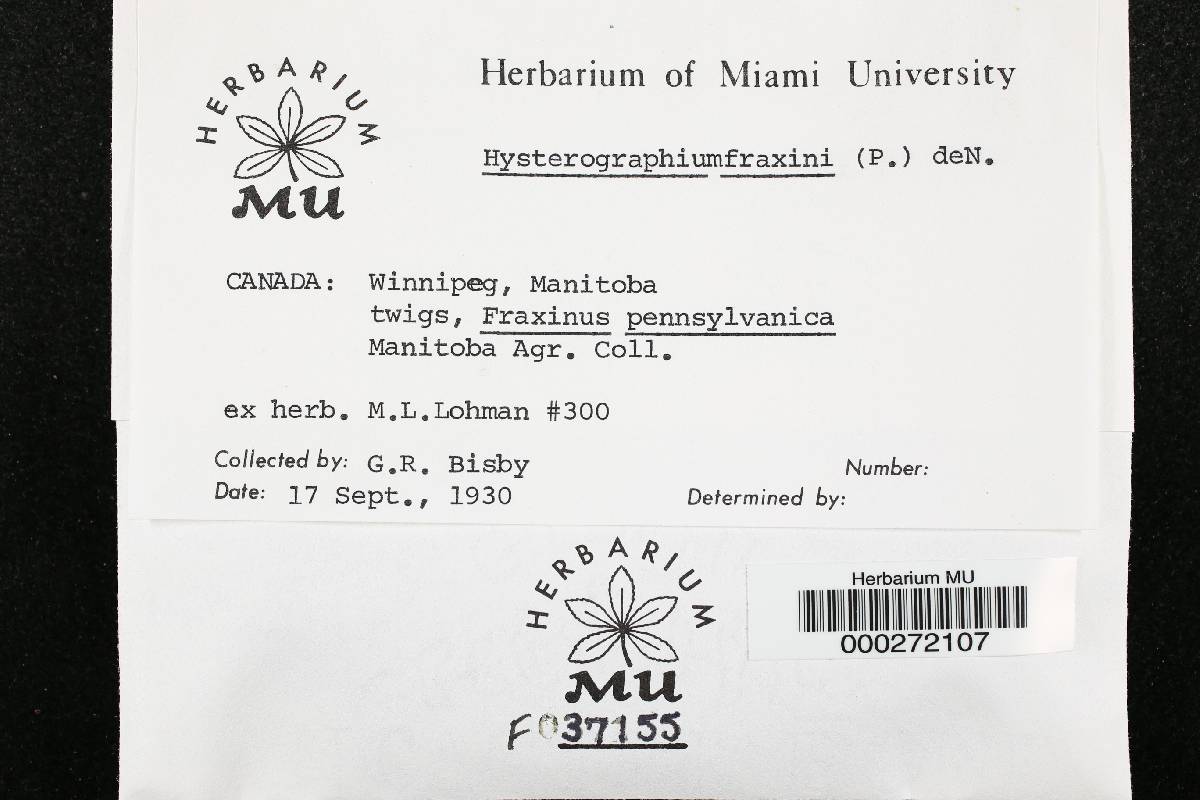 HERBARIUM
MU
Herbarium of Miami University
Hysterographiumfraxini (P.) deN.
CANADA: Winnipeg, Manitoba
twigs, Fraxinus pennsylvanica
Manitoba Agr. Coll.
ex herb. M.L.Lohman #300
Collected by: G.R. Bisby
Number:
Date: 17 Sept., 1930
Determined by:
HERBARIUM
MU
F037155
Herbarium MU
000272107